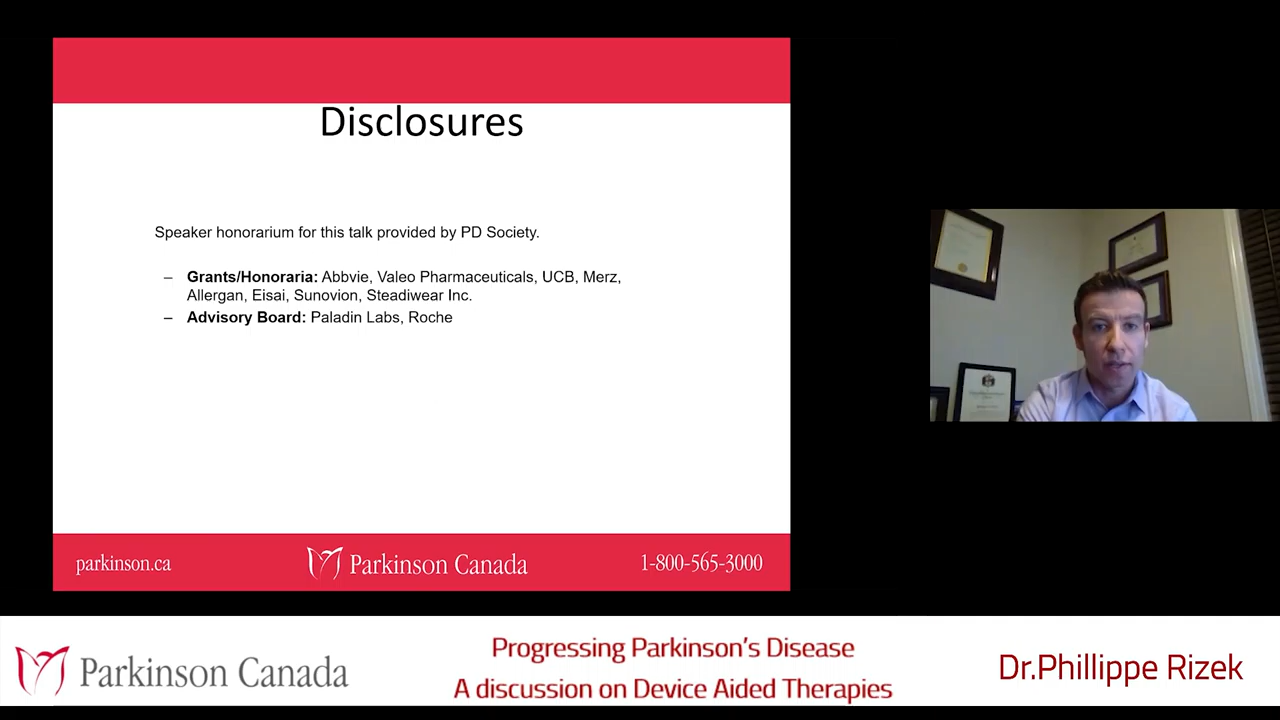 Disclosures
Speaker honorarium for this talk provided by PD Society.
– Grants/Honoraria: Abbvie, Valeo Pharmaceuticals, UCB, Merz,
Allergan, Eisai, Sunovion, Steadiwear Inc.
– Advisory Board: Paladin Labs, Roche
parkinson.ca
Parkinson Canada
1-800-565-3000
Parkinson Canada
Progressing Parkinson's Disease
A discussion on Device Aided Therapies
Dr.Phillippe Rizek